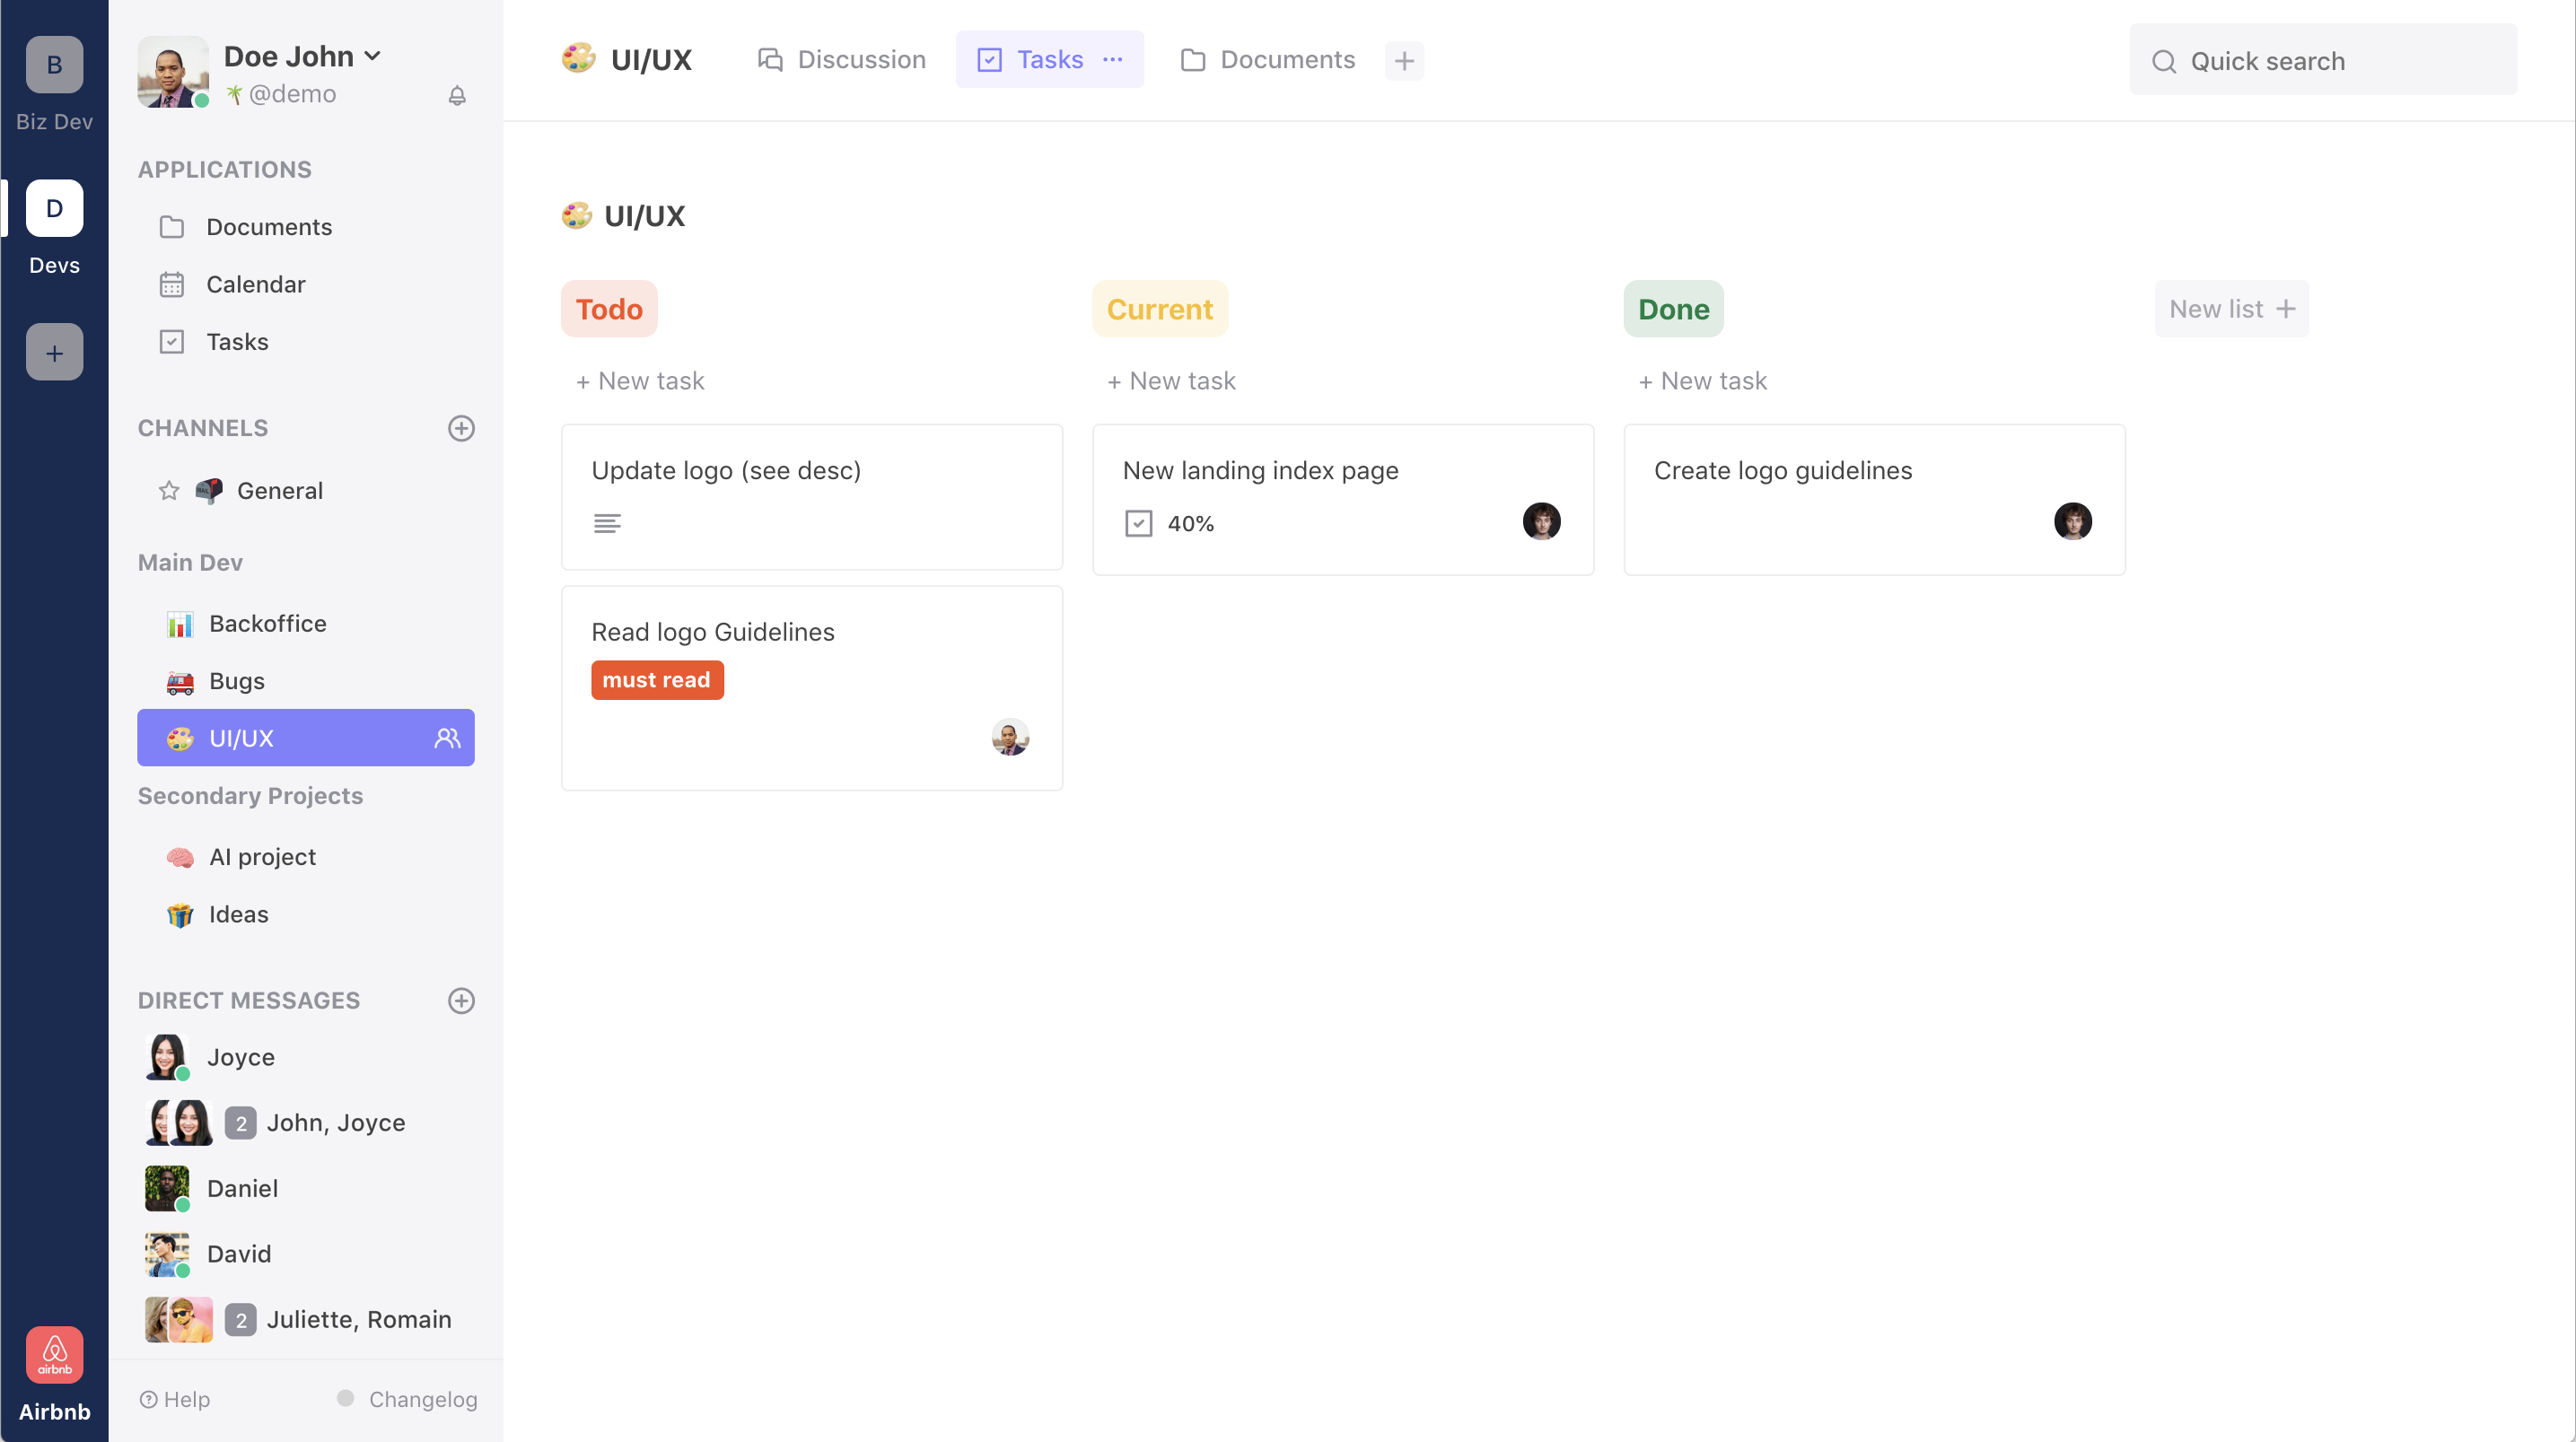 B
Biz Dev
D
Devs
+
airbnb
Airbnb
Doe John
@demo
APPLICATIONS
Documents
Calendar
Tasks
CHANNELS
General
Main Dev
Backoffice
Bugs
UI/UX
Secondary Projects
AI project
Ideas
DIRECT MESSAGES
Joyce
2 John, Joyce
Daniel
David
2 Juliette, Romain
Help Changelog
UI/UX Discussion Tasks ... Documents + Quick search
UI/UX
Todo
+ New task
Update logo (see desc)
Read logo Guidelines
must read
Current
+ New task
New landing index page
40%
Done
+ New task
Create logo guidelines
New list +